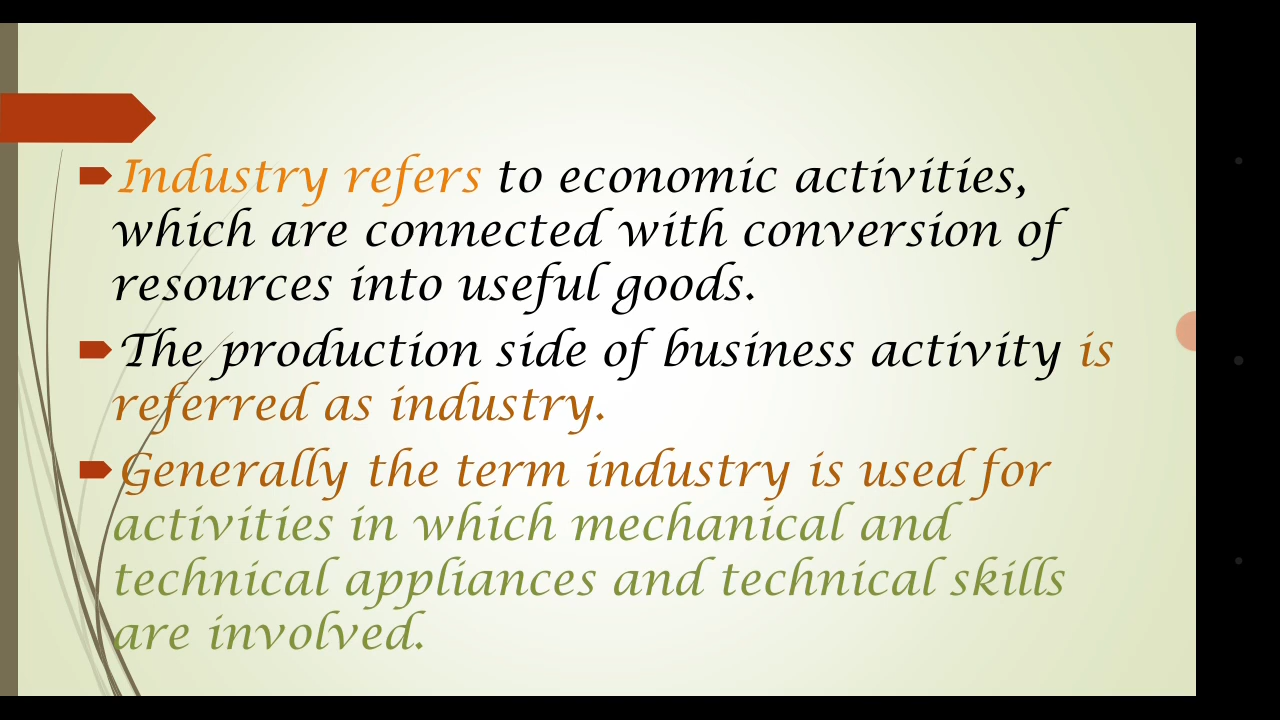 Industry refers to economic activities,
which are connected with conversion of
resources into useful goods.
The production side of business activity is
referred as industry.
Generally the term industry is used for
activities in which mechanical and
technical appliances and technical skills
are involved.